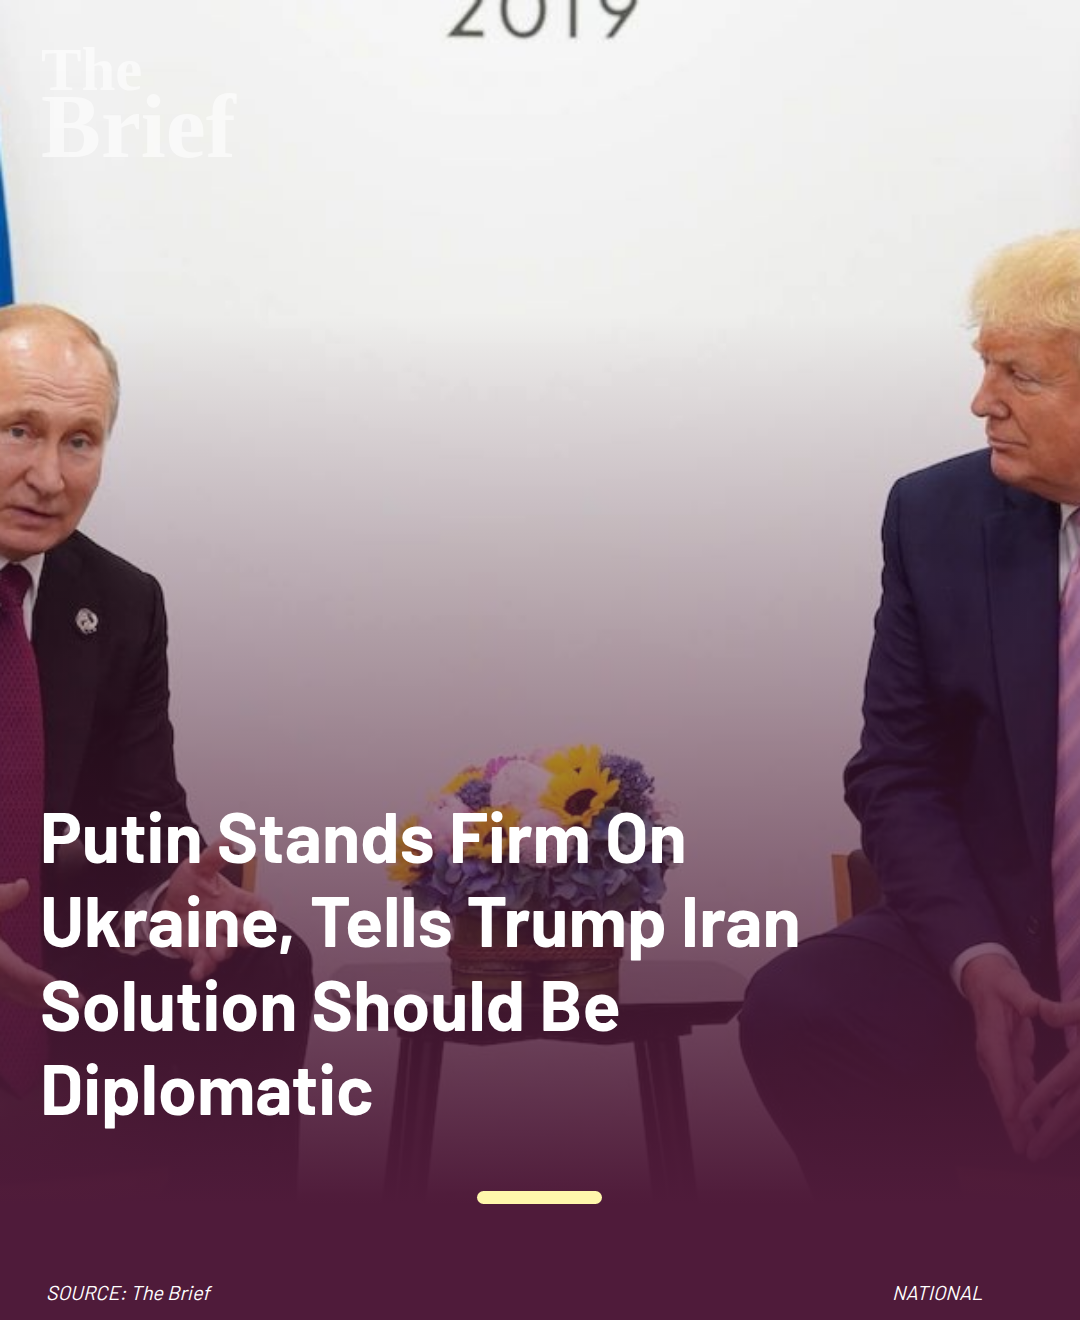 2019
The
Brief
Putin Stands Firm On
Ukraine, Tells Trump Iran
Solution Should Be
Diplomatic
SOURCE: The Brief
NATIONAL